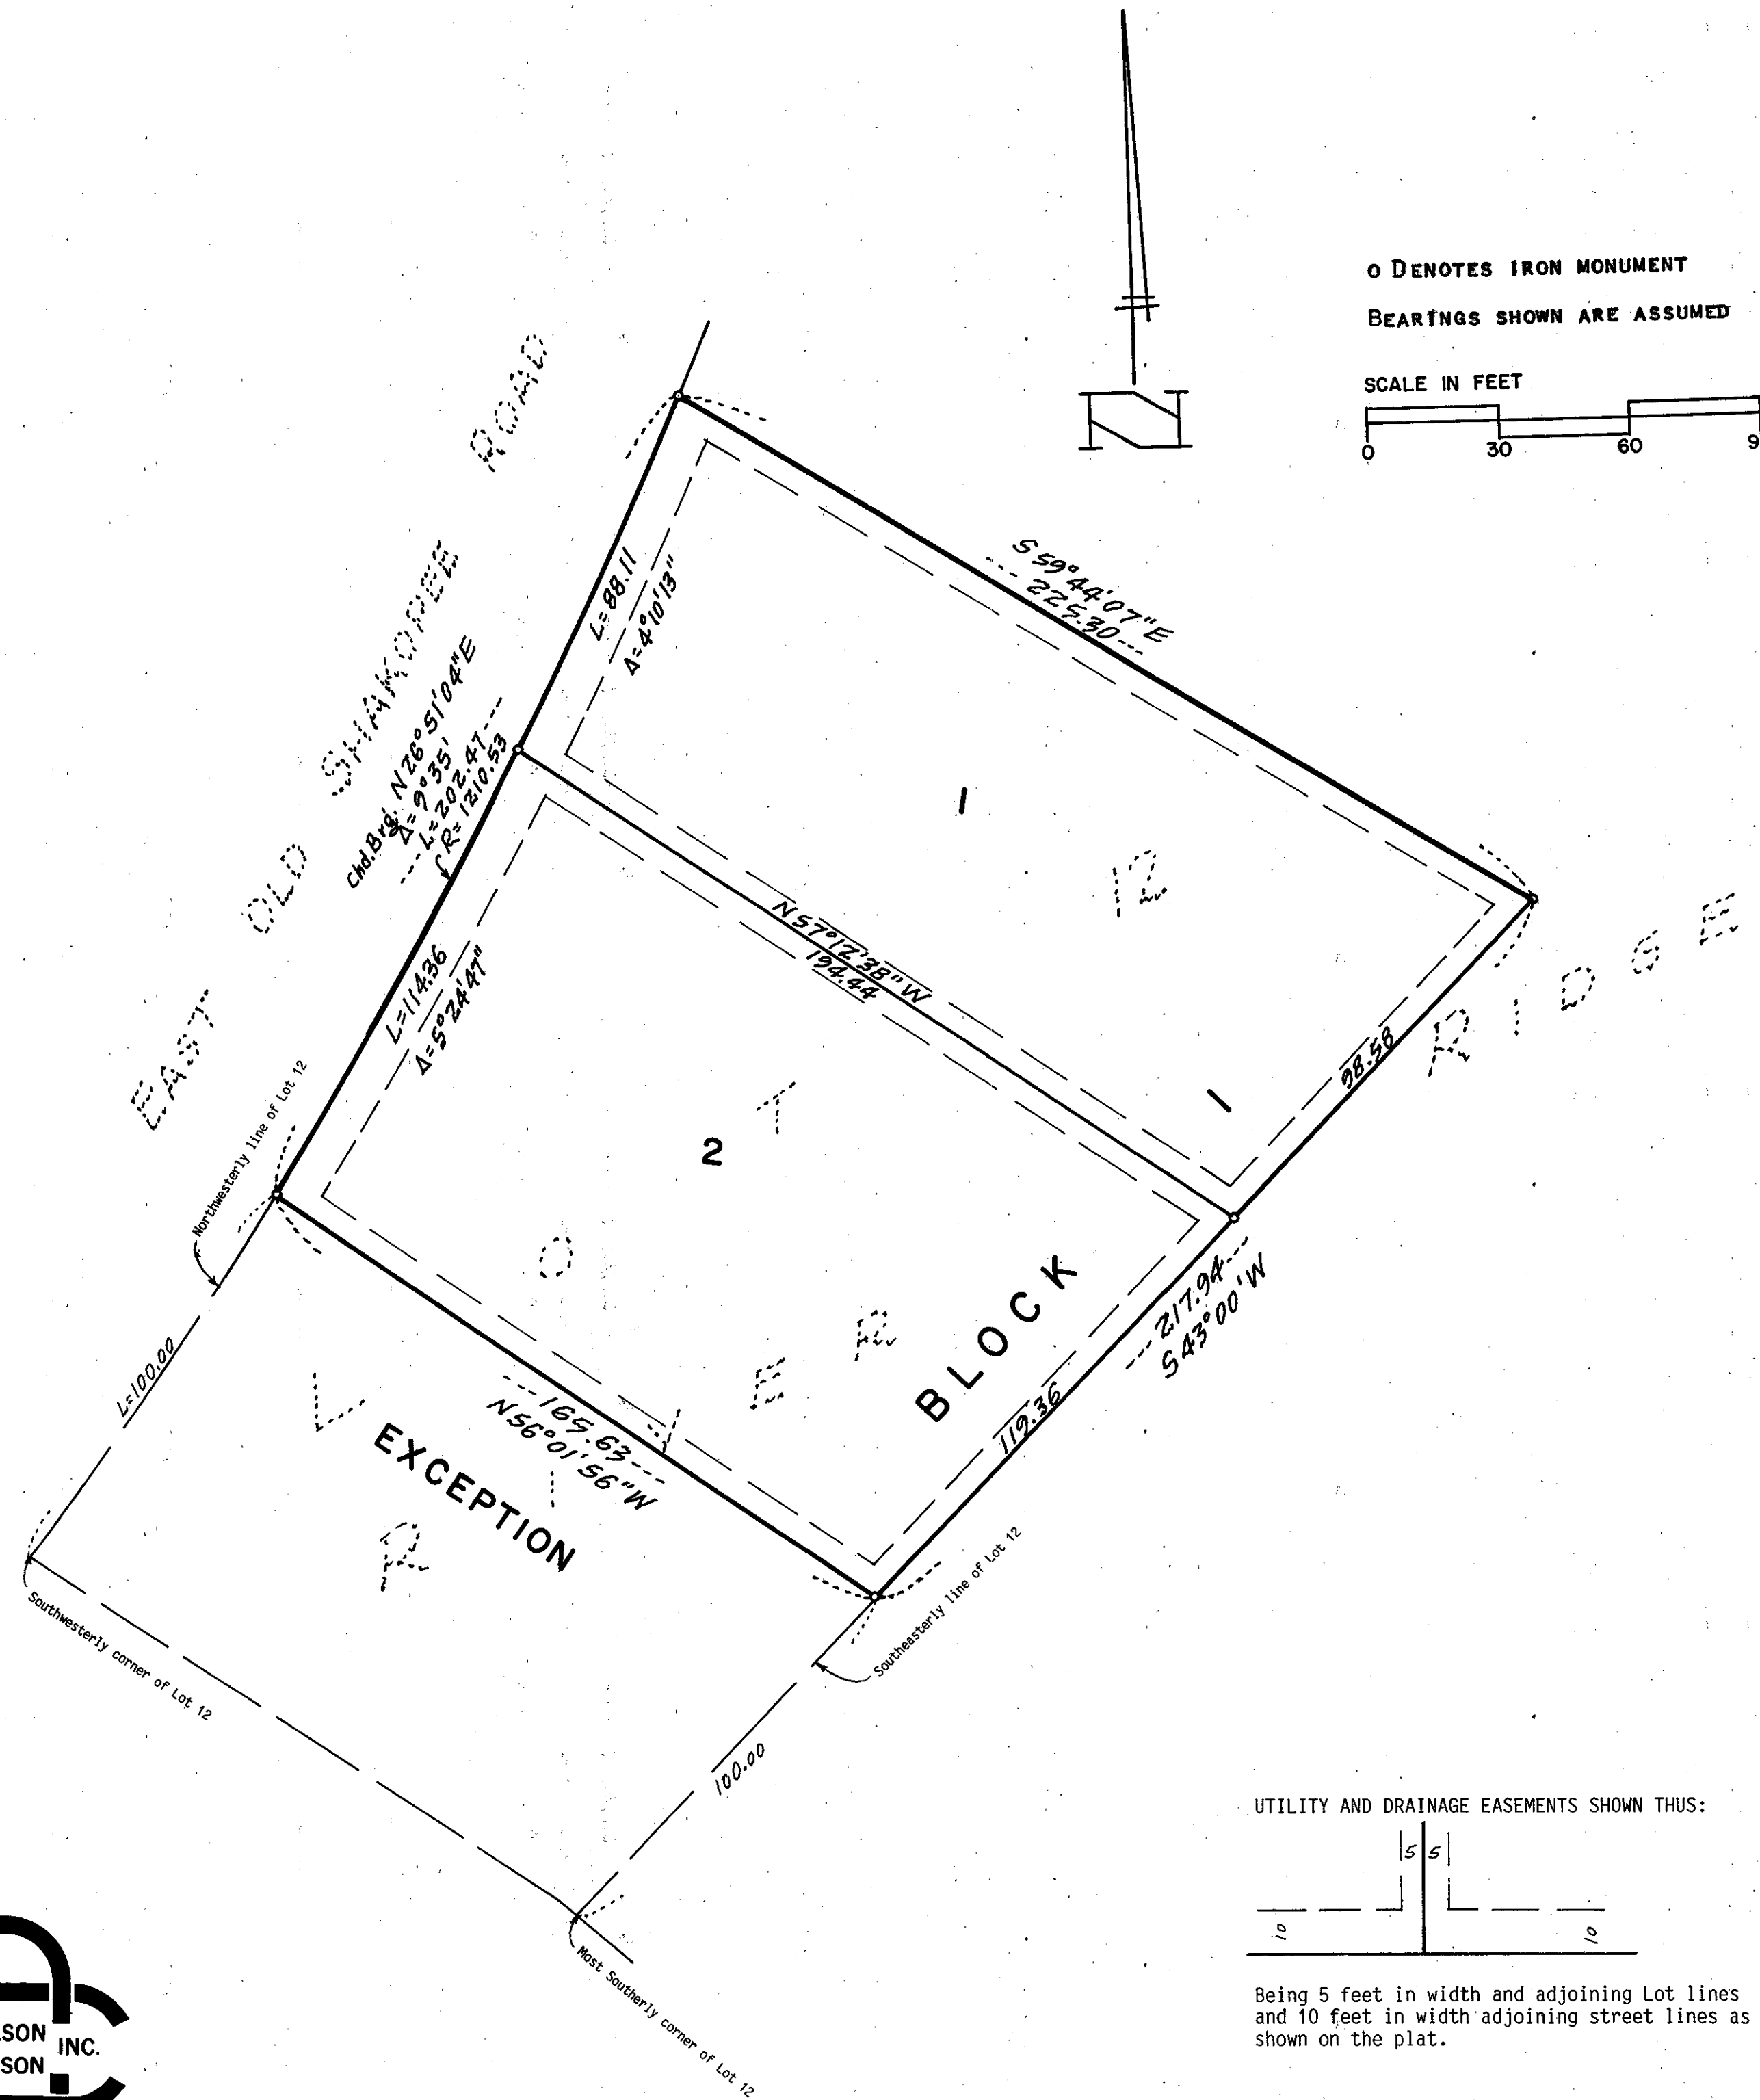 o DENOTES IRON MONUMENT
BEARINGS SHOWN ARE ASSUMED
SCALE IN FEET
0 30 60 9
N
EAST OLD SHAKOPEE ROAD
S59°44'07"E
--- 225.30 ---
L=88.11
Δ=4°10'13"
Chd.Brg. N26°51'04"E
Δ=9°35'
--- L=202.47 ---
R=1210.53
1
12
N57°12'38"W
194.44
L=114.36
Δ=5°24'47"
98.58
RIVER RIDGE
Northwesterly line of Lot 12
2
LOT
BLOCK 1
--- 217.94 ---
S43°00'W
119.36
L=100.00
--- 165.63 ---
N56°01'56"W
EXCEPTION
Southwesterly corner of Lot 12
Southeasterly line of Lot 12
100.00
Most Southerly corner of Lot 12
UTILITY AND DRAINAGE EASEMENTS SHOWN THUS:
5 5
10 10
Being 5 feet in width and adjoining Lot lines
and 10 feet in width adjoining street lines as
shown on the plat.
SON
SON
INC.